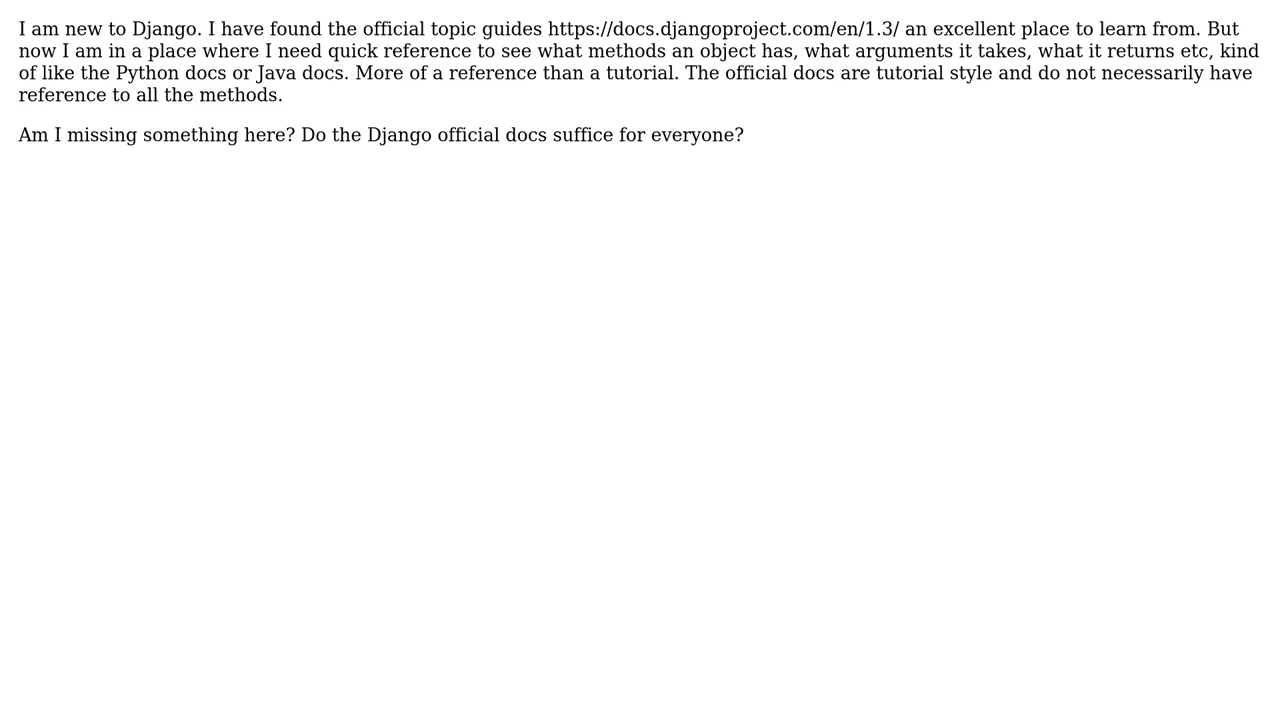 I am new to Django. I have found the official topic guides https://docs.djangoproject.com/en/1.3/ an excellent place to learn from. But
now I am in a place where I need quick reference to see what methods an object has, what arguments it takes, what it returns etc, kind
of like the Python docs or Java docs. More of a reference than a tutorial. The official docs are tutorial style and do not necessarily have
reference to all the methods.
Am I missing something here? Do the Django official docs suffice for everyone?